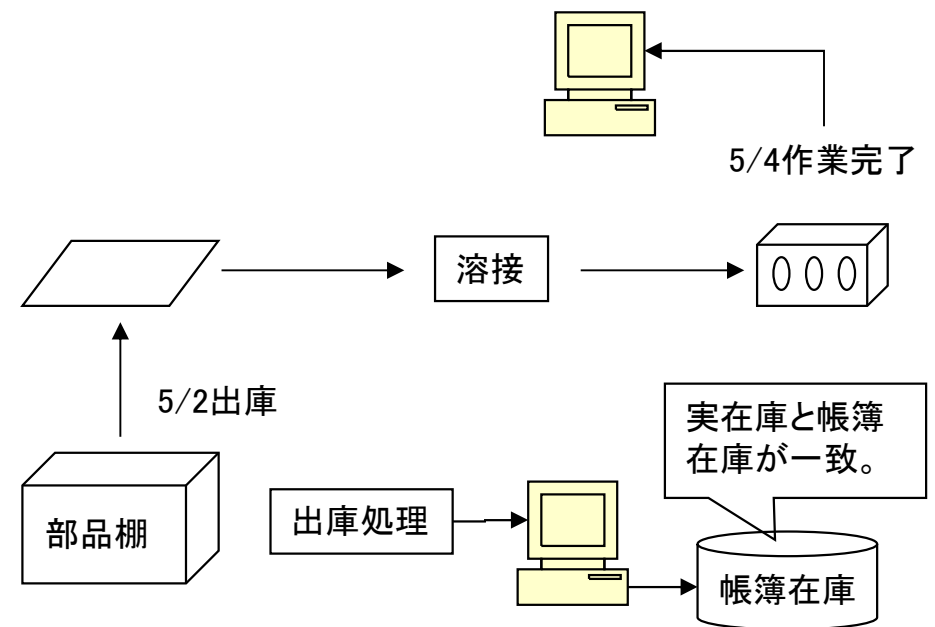 5/4作業完了
溶接
5/2出庫
実在庫と帳簿
在庫が一致。
部品棚
出庫処理
帳簿在庫